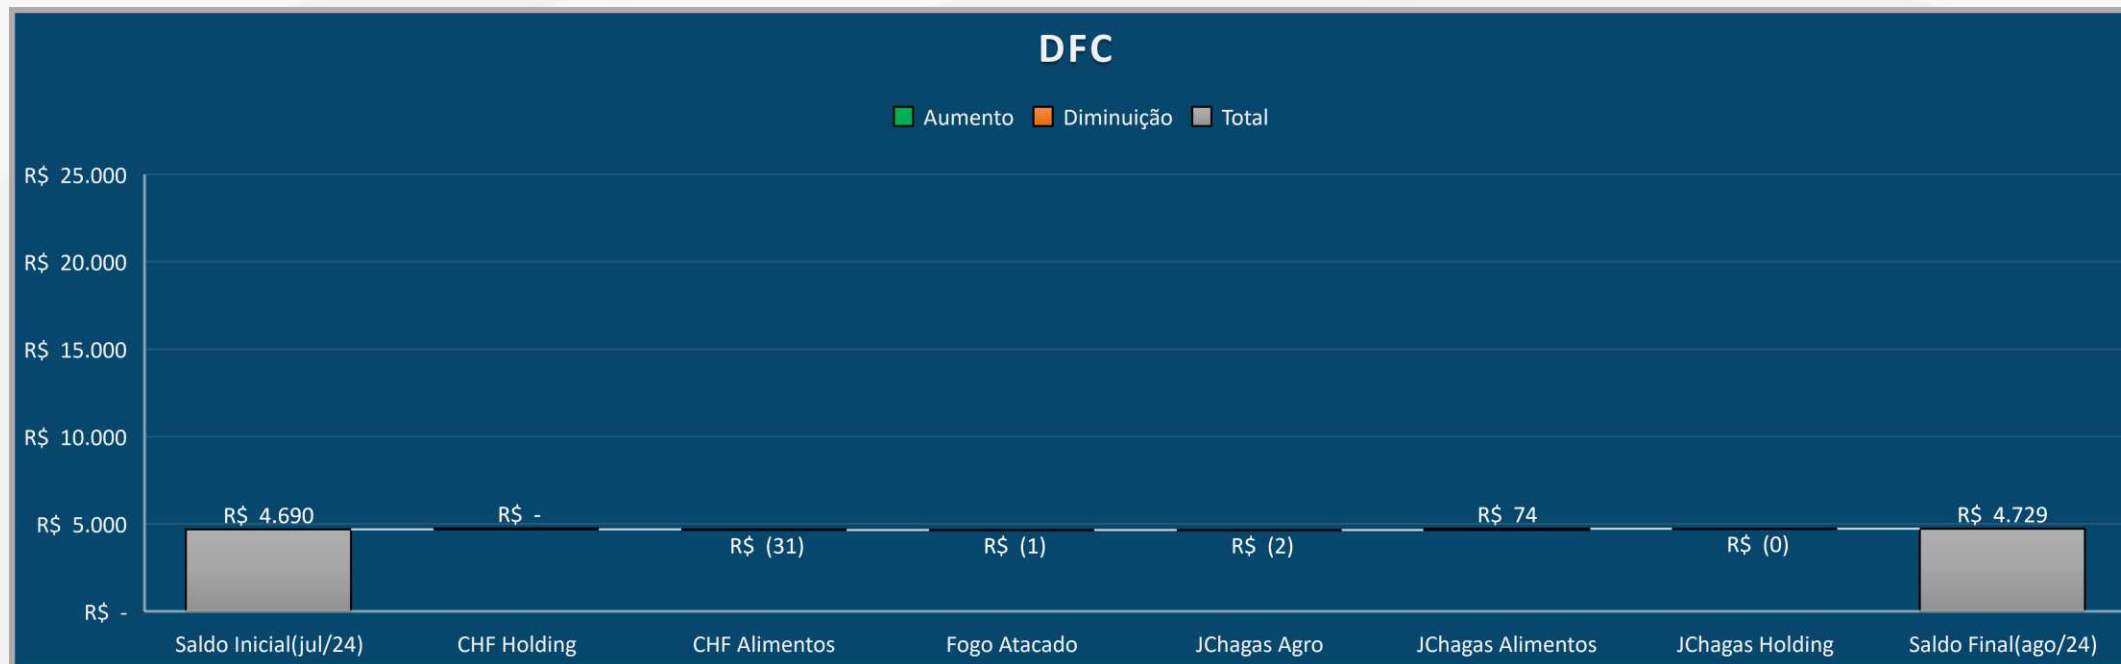 DFC
Aumento Diminuição Total
R$ 25.000
R$ 20.000
R$ 15.000
R$ 10.000
R$ 5.000
R$ -
R$ 4.690
R$ -
R$ (31)
R$ (1)
R$ (2)
R$ 74
R$ (0)
R$ 4.729
Saldo Inicial(jul/24) CHF Holding CHF Alimentos Fogo Atacado JChagas Agro JChagas Alimentos JChagas Holding Saldo Final(ago/24)